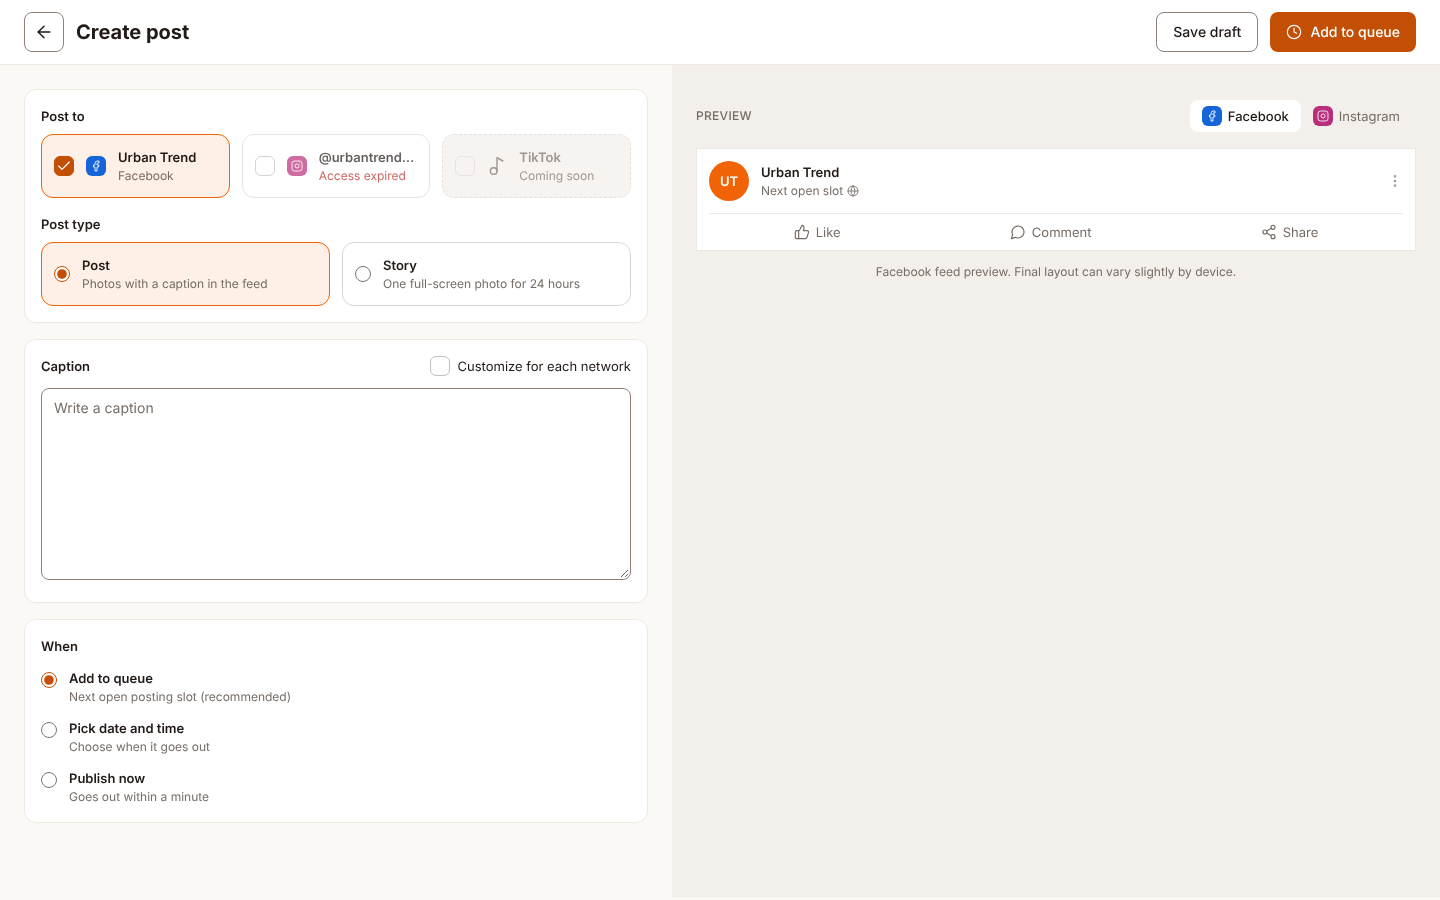 Create post
Save draft
Add to queue
Post to
Urban Trend
Facebook
@urbantrend...
Access expired
TikTok
Coming soon
Post type
Post
Photos with a caption in the feed
Story
One full-screen photo for 24 hours
Caption
Customize for each network
Write a caption
When
Add to queue
Next open posting slot (recommended)
Pick date and time
Choose when it goes out
Publish now
Goes out within a minute
PREVIEW
Facebook
Instagram
UT
Urban Trend
Next open slot
Like
Comment
Share
Facebook feed preview. Final layout can vary slightly by device.